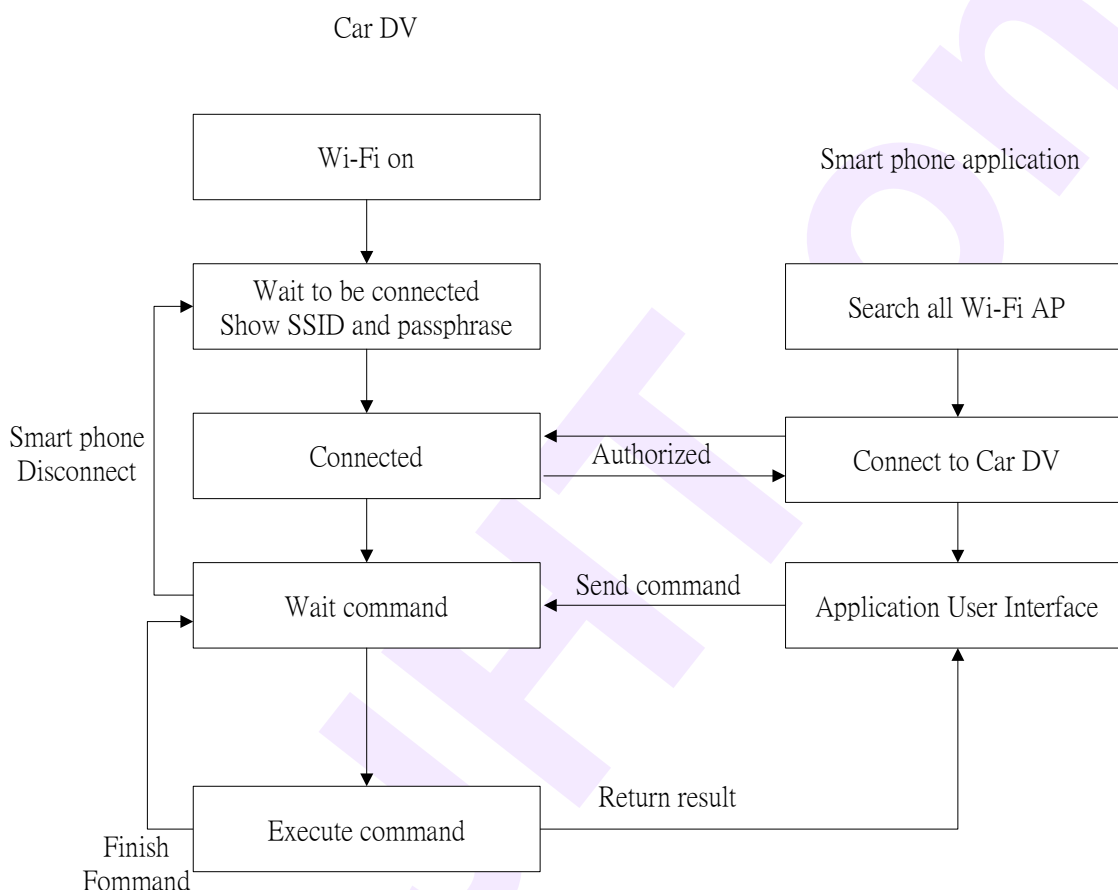 Car DV
Wi-Fi on
Smart phone application
Wait to be connected
Show SSID and passphrase
Search all Wi-Fi AP
Smart phone
Disconnect
Connected
Authorized
Connect to Car DV
Wait command
Send command
Application User Interface
Execute command
Return result
Finish
Fommand